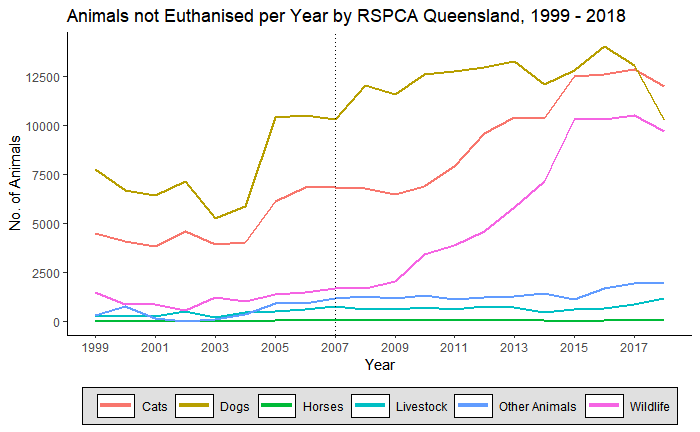 Animals not Euthanised per Year by RSPCA Queensland, 1999 - 2018
No. of Animals
12500
10000
7500
5000
2500
0
1999 2001 2003 2005 2007 2009 2011 2013 2015 2017
Year
Cats Dogs Horses Livestock Other Animals Wildlife